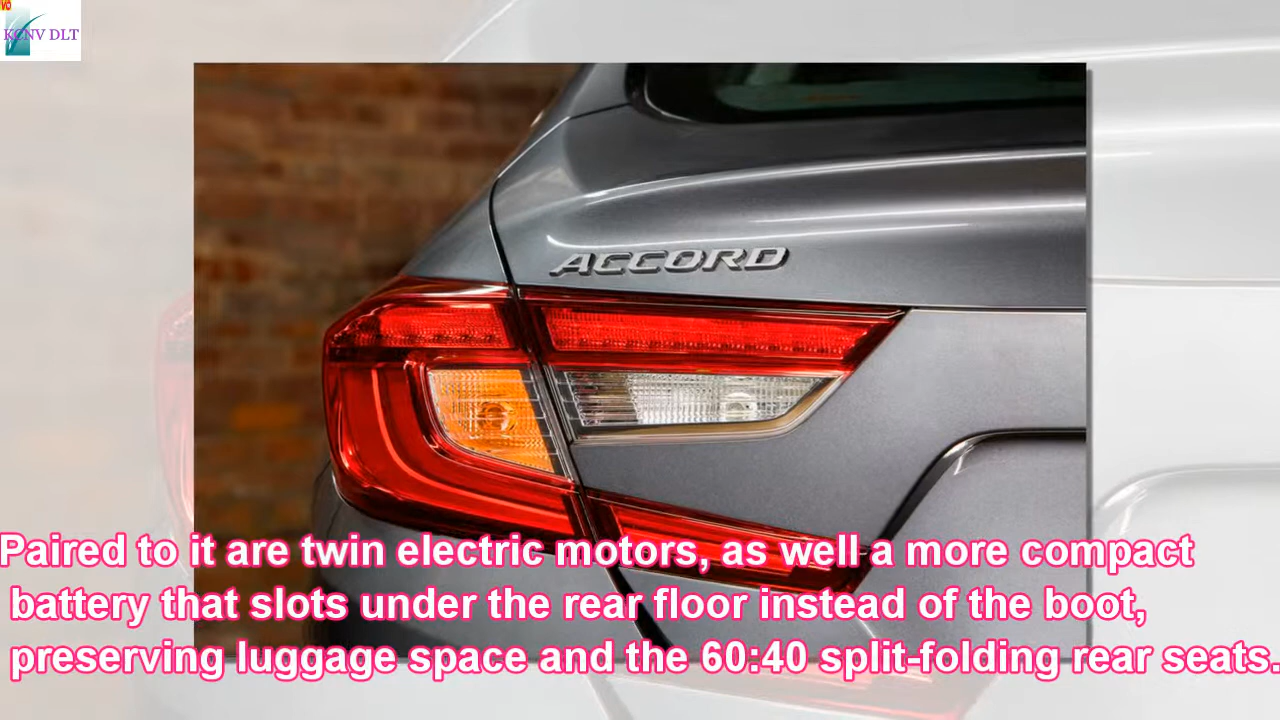 VO
KCNV DLT
ACCORD
Paired to it are twin electric motors, as well a more compact
battery that slots under the rear floor instead of the boot,
preserving luggage space and the 60:40 split-folding rear seats.